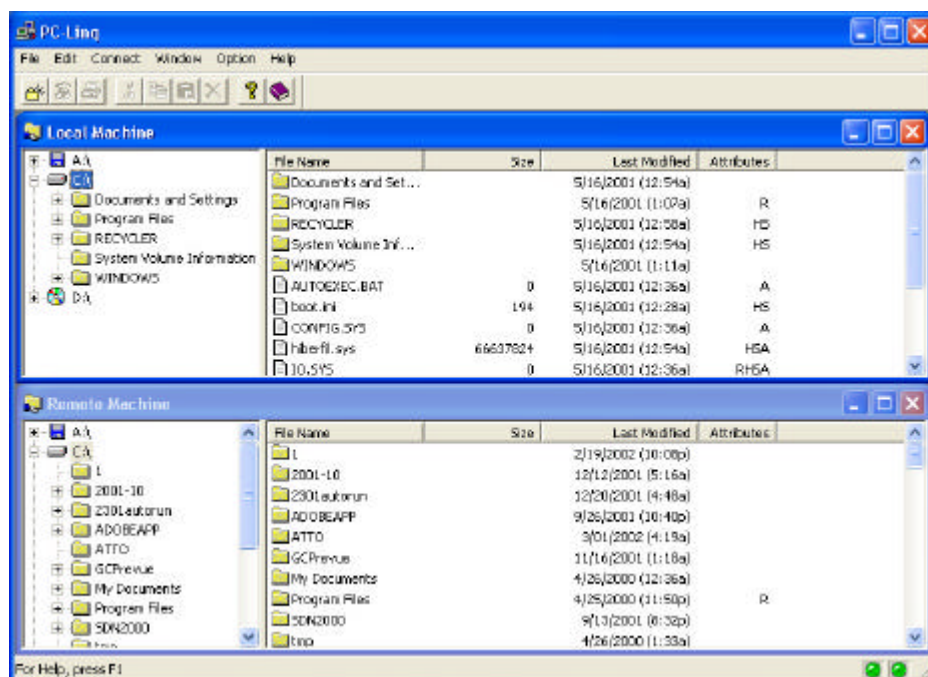 PC-Linq
File Edit Connect Window Option Help
Local Machine
A:\
C:\
Documents and Settings
Program Files
RECYCLER
System Volume Information
WINDOWS
D:\
File Name Size Last Modified Attributes
Documents and Set... 5/16/2001 (12:54a)
Program Files 5/16/2001 (1:07a) R
RECYCLER 5/16/2001 (12:58a) HS
System Volume Inf... 5/16/2001 (12:54a) HS
WINDOWS 5/16/2001 (1:11a)
AUTOEXEC.BAT 0 5/16/2001 (12:36a) A
boot.ini 194 5/16/2001 (12:28a) HS
CONFIG.SYS 0 5/16/2001 (12:36a) A
hiberfil.sys 66637824 5/16/2001 (12:54a) HSA
IO.SYS 0 5/16/2001 (12:36a) RHSA
Remote Machine
A:\
C:\
1
2001-10
2301autorun
ADOBEAPP
ATTO
GCPrevue
My Documents
Program Files
SDN2000
tmp
File Name Size Last Modified Attributes
1 2/19/2002 (10:08p)
2001-10 12/12/2001 (5:16a)
2301autorun 12/20/2001 (4:48a)
ADOBEAPP 9/26/2001 (10:40p)
ATTO 3/01/2002 (4:19a)
GCPrevue 11/16/2001 (1:18a)
My Documents 4/26/2000 (12:36a)
Program Files 4/25/2000 (11:50p) R
SDN2000 9/13/2001 (8:32p)
tmp 4/26/2000 (1:33a)
For Help, press F1